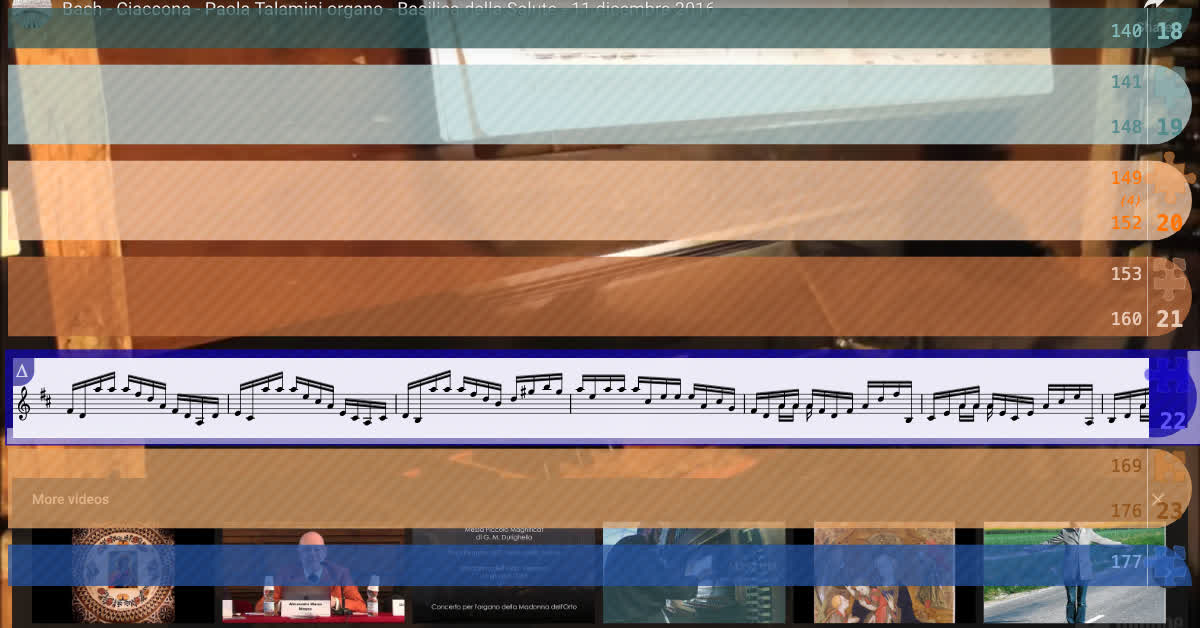 Bach - Ciaccona - Paola Talamini organo - Basilica della Salute - 11 dicembre 2016
140 18
141
148 19
149
(4)
152 20
153
160 21
Δ
22
169
More videos
176 23
177
Messa Piccolo Magnificat
di G. M. Durighello
Concerto per l'organo della Madonna dell'Orto